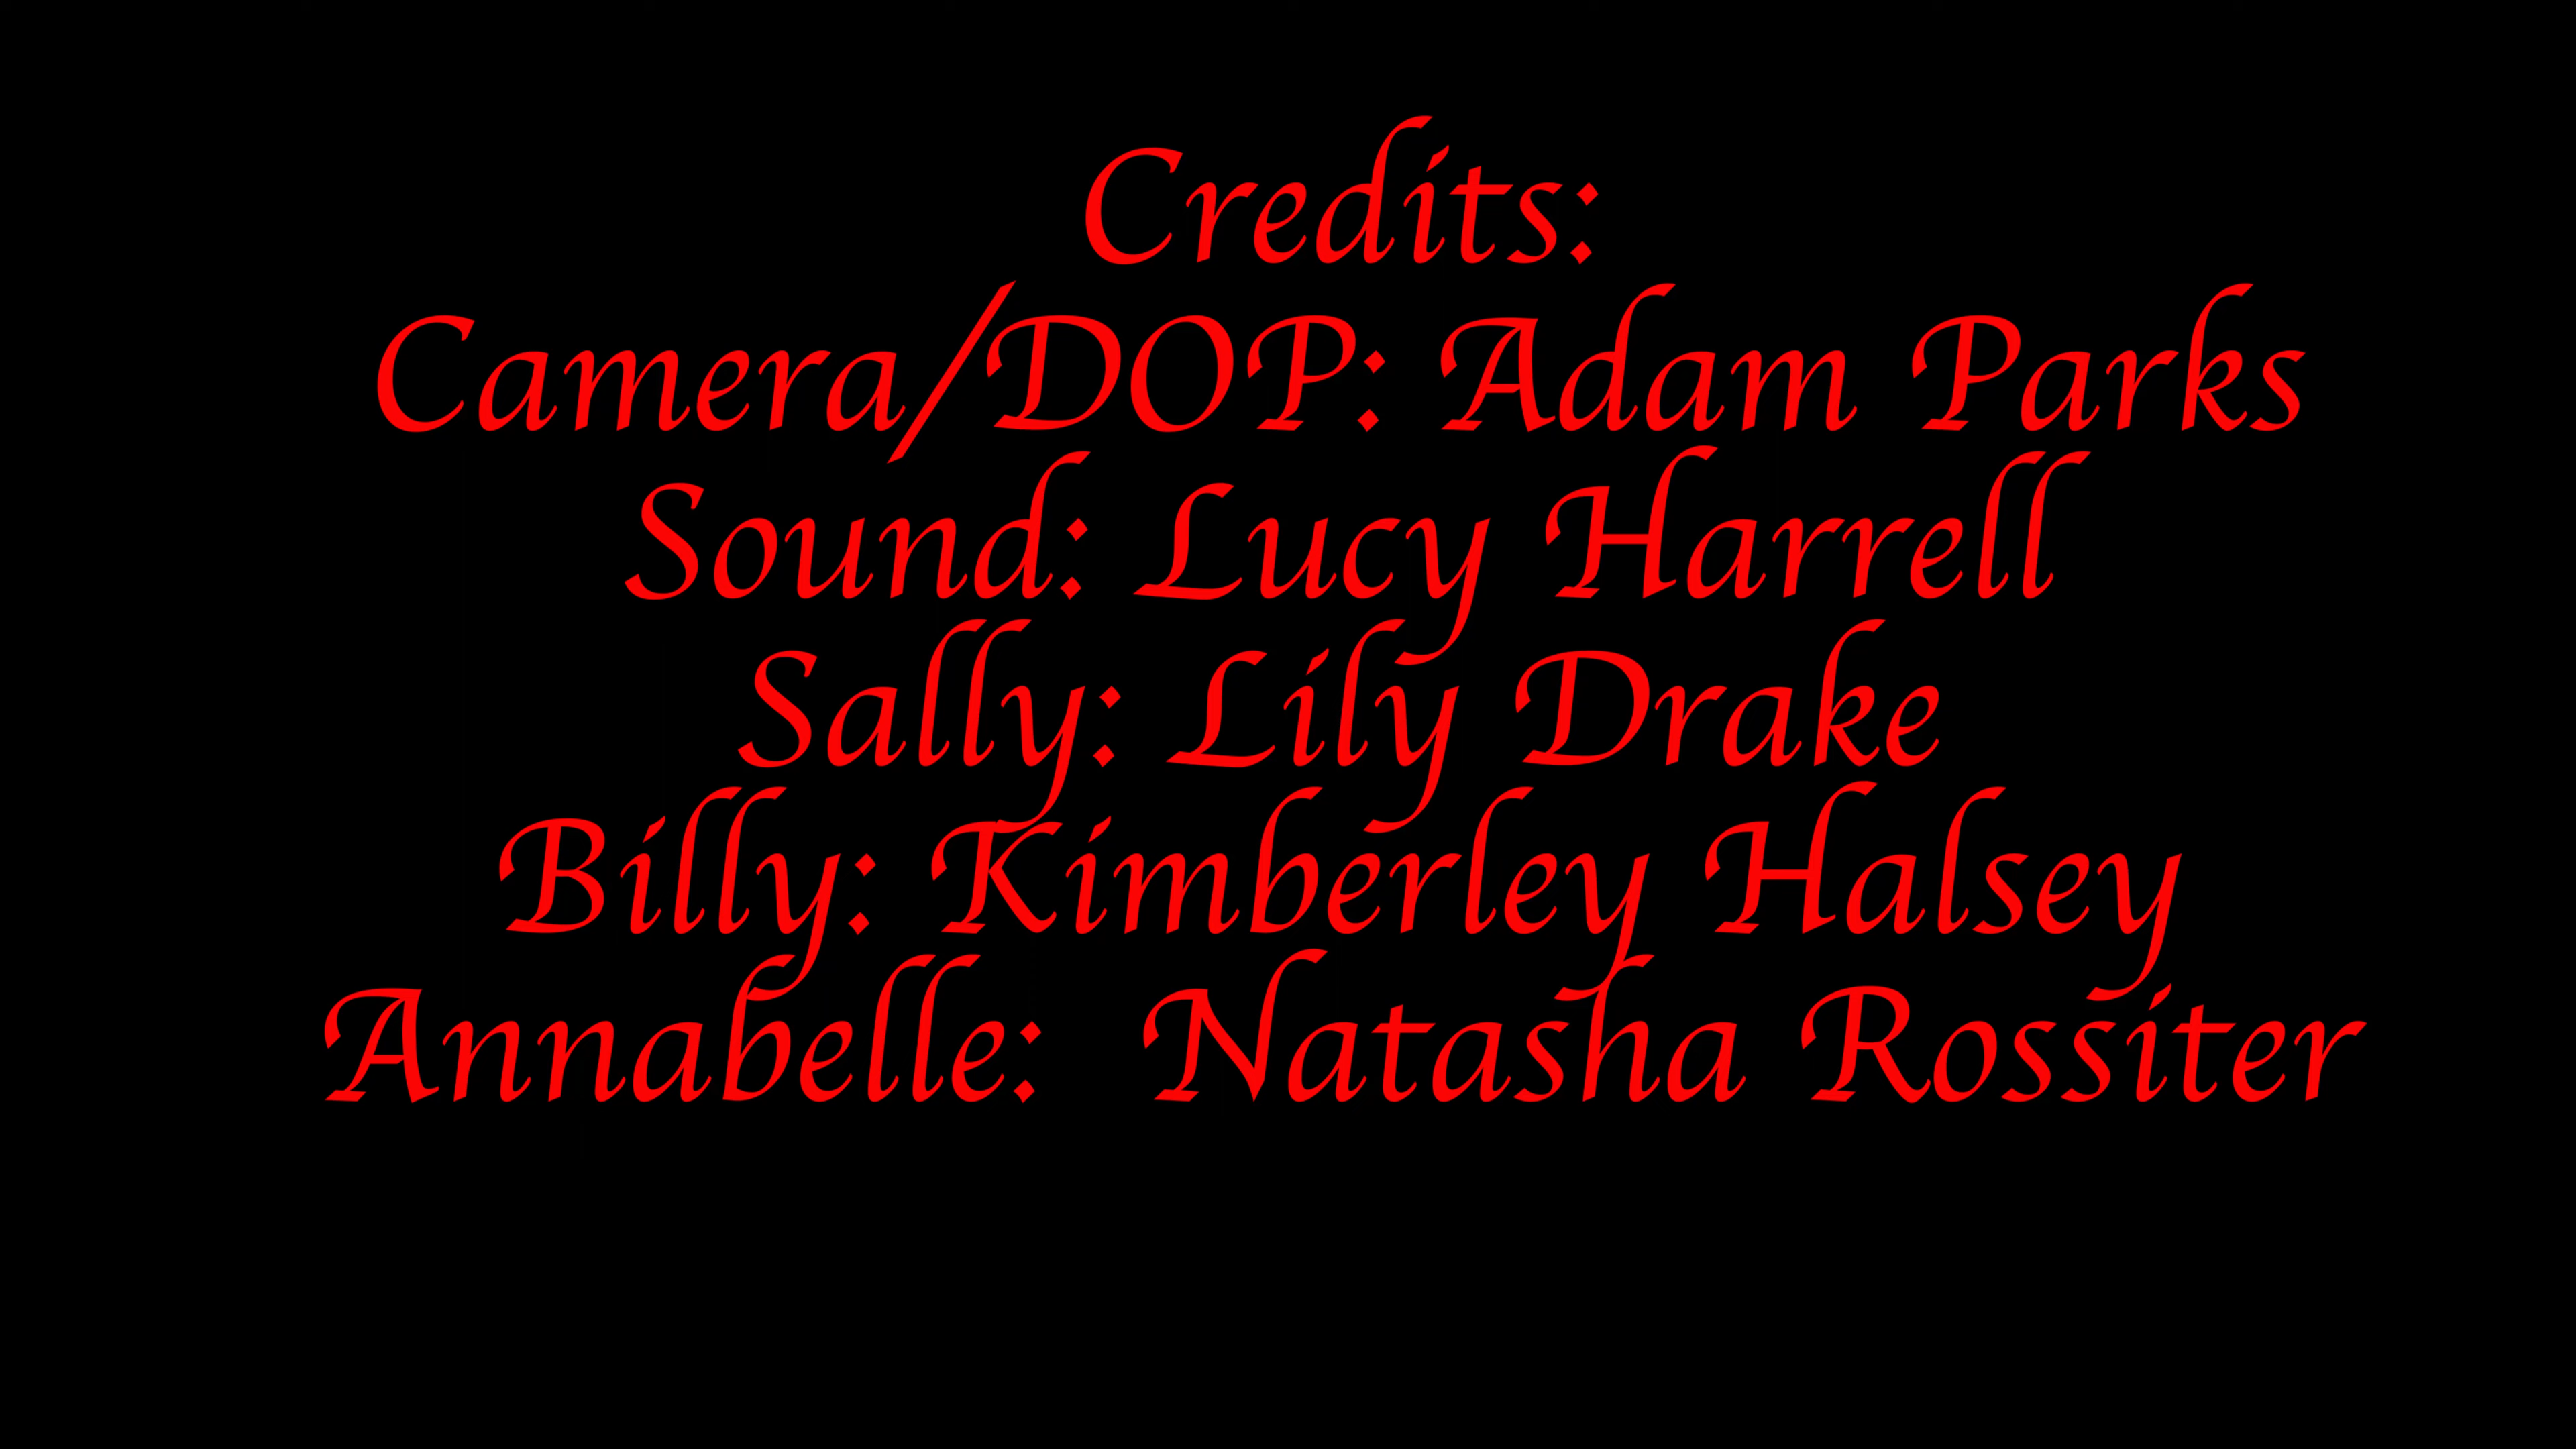 Credits:
Camera/DOP: Adam Parks
Sound: Lucy Harrell
Sally: Lily Drake
Billy: Kimberley Halsey
Annabelle:  Natasha Rossiter